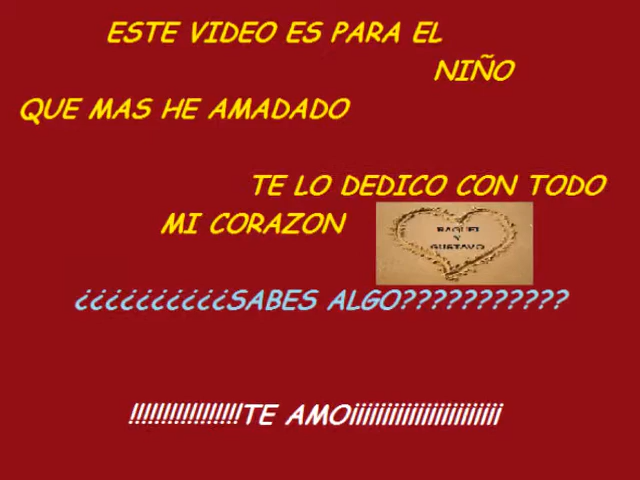 ESTE VIDEO ES PARA EL
NIÑO
QUE MAS HE AMADADO
TE LO DEDICO CON TODO
MI CORAZON
RAQUEL
Y
GUSTAVO
¿¿¿¿¿¿¿¿¿¿SABES ALGO???????????
!!!!!!!!!!!!!!!!!TE AMO¡¡¡¡¡¡¡¡¡¡¡¡¡¡¡¡¡¡¡¡¡¡¡